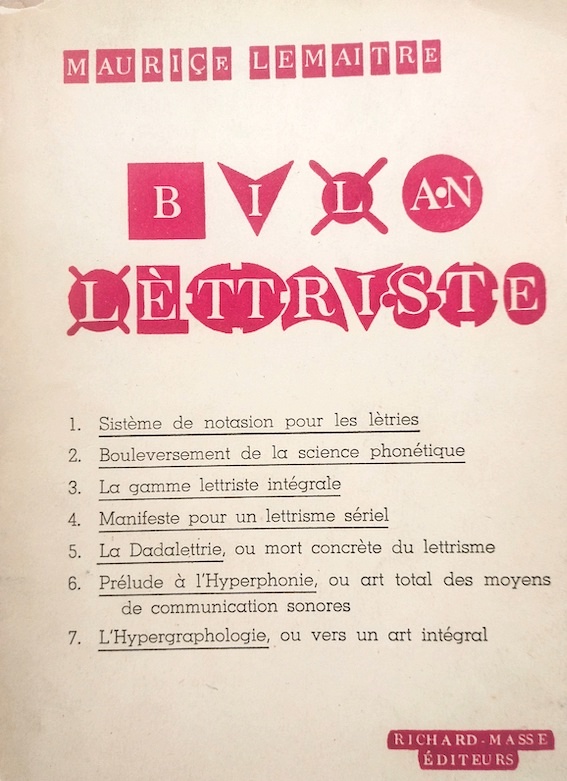 MAURIÇE LEMAITRE
BILAN
LÈTTRISTE
1. Sistème de notasion pour les lètries
2. Bouleversement de la science phonétique
3. La gamme lettriste intégrale
4. Manifeste pour un lettrisme sériel
5. La Dadalettrie, ou mort concrète du lettrisme
6. Prélude à l'Hyperphonie, ou art total des moyens
de communication sonores
7. L'Hypergraphologie, ou vers un art intégral
RICHARD-MASSE
ÉDITEURS